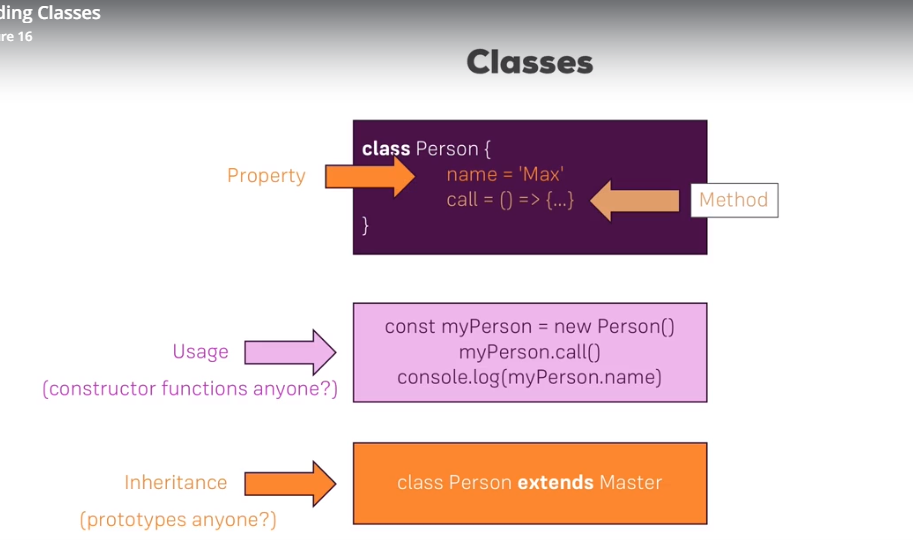 ding Classes
re 16
Classes
class Person {
Property
name = 'Max'
call = () => {...}
Method
}
const myPerson = new Person()
Usage
myPerson.call()
(constructor functions anyone?)
console.log(myPerson.name)
Inheritance
class Person extends Master
(prototypes anyone?)